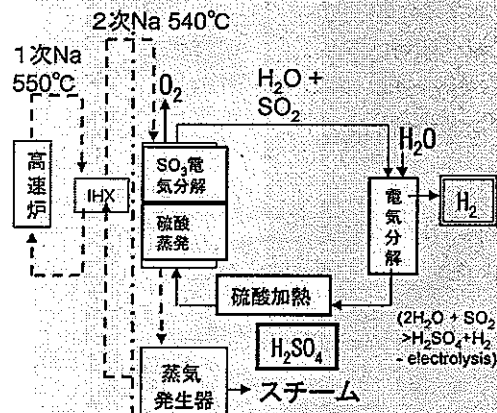 2次Na 540℃
1次Na
550℃
O₂
H₂O +
SO₂
H₂O
高速炉
IHX
SO₃電
気分解
硫酸
蒸発
電気分解
H₂
硫酸加熱
H₂SO₄
(2H₂O + SO₂
>H₂SO₄+H₂
- electrolysis)
蒸気
発生器
スチーム